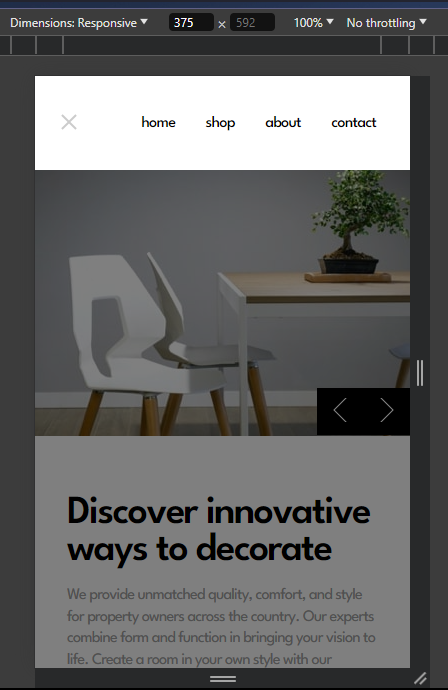 Dimensions: Responsive 375 × 592 100% No throttling
home shop about contact
Discover innovative
ways to decorate
We provide unmatched quality, comfort, and style
for property owners across the country. Our experts
combine form and function in bringing your vision to
life. Create a room in your own style with our